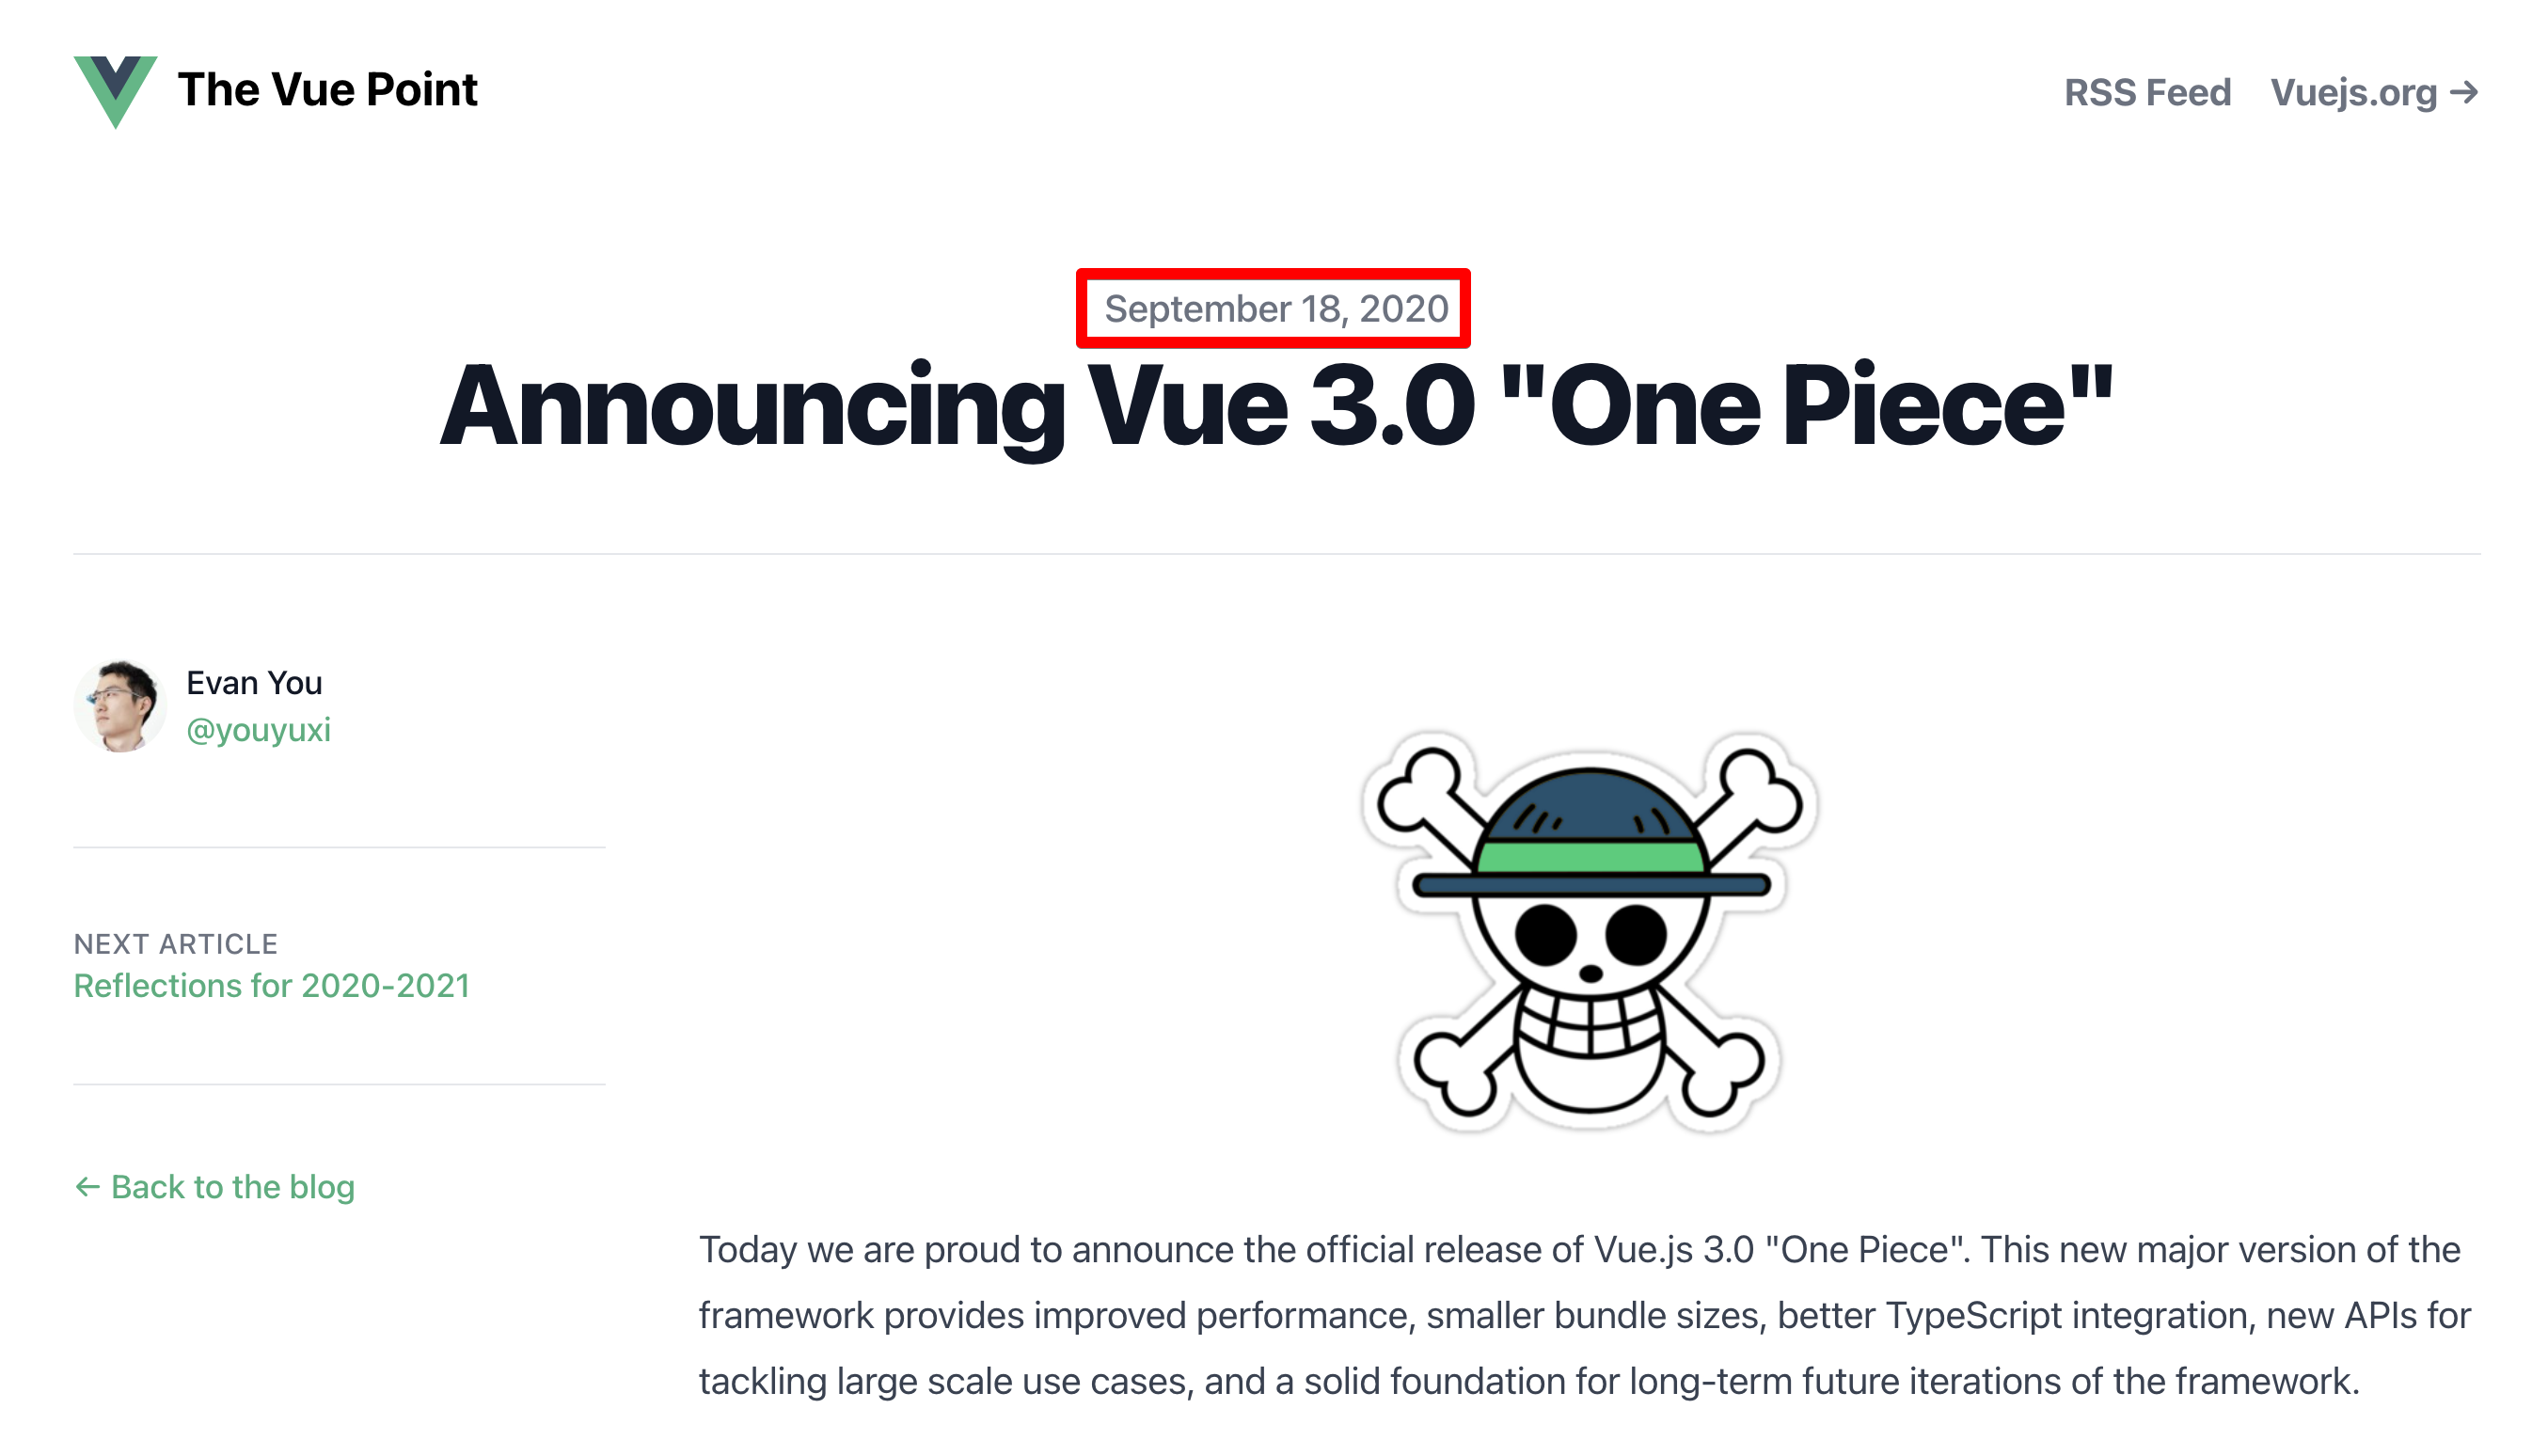 The Vue Point
RSS Feed
Vuejs.org →
September 18, 2020
Announcing Vue 3.0 "One Piece"
Evan You
@youyuxi
NEXT ARTICLE
Reflections for 2020-2021
← Back to the blog
Today we are proud to announce the official release of Vue.js 3.0 "One Piece". This new major version of the
framework provides improved performance, smaller bundle sizes, better TypeScript integration, new APIs for
tackling large scale use cases, and a solid foundation for long-term future iterations of the framework.